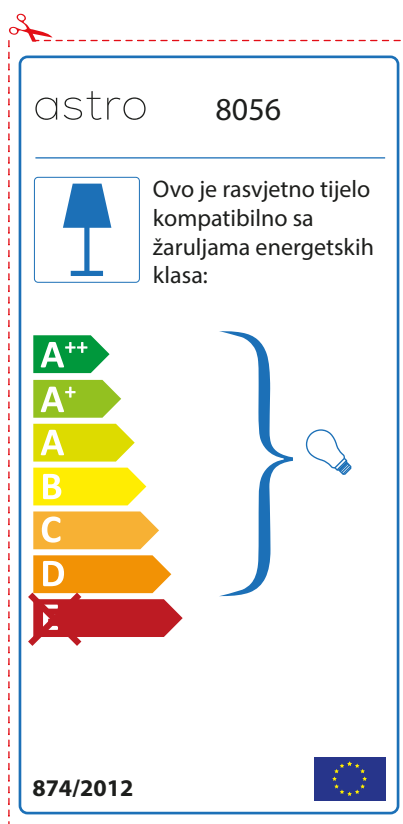 astro 8056
Ovo je rasvjetno tijelo
kompatibilno sa
žaruljama energetskih
klasa:
A++
A+
A
B
C
D
E
874/2012